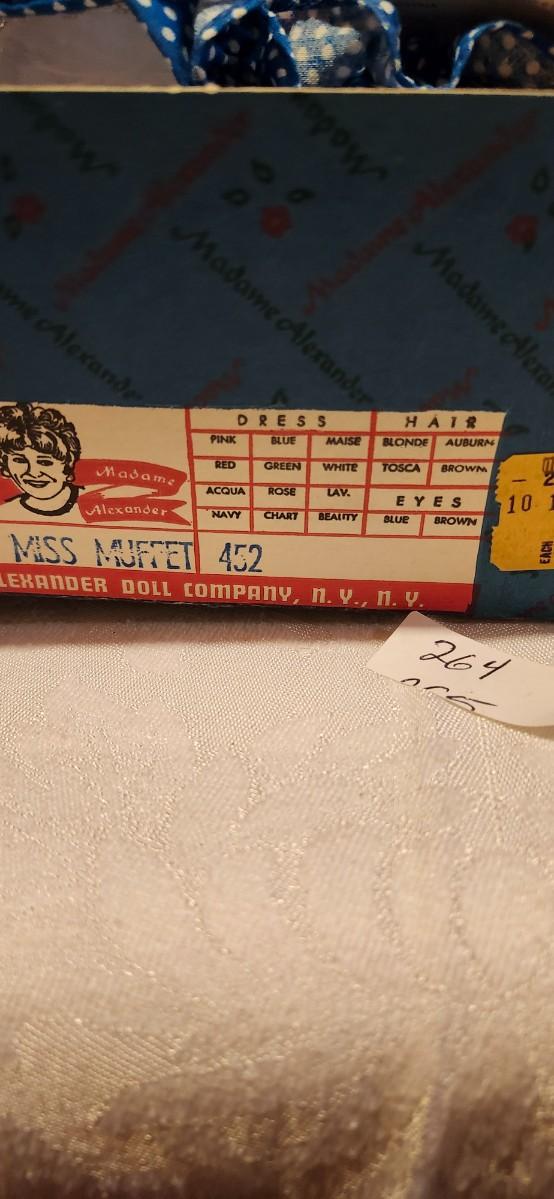 Madame Alexander
Madame Alexander
Madame Alexander
DRESS HAIR
PINK BLUE MAISE BLONDE AUBURN
RED GREEN WHITE TOSCA BROWN
ACQUA ROSE LAV. EYES
NAVY CHART BEAUTY BLUE BROWN
Madame
Alexander
MISS MUFFET 452
LEXANDER DOLL COMPANY, N.Y., N.Y.
10
EACH
264